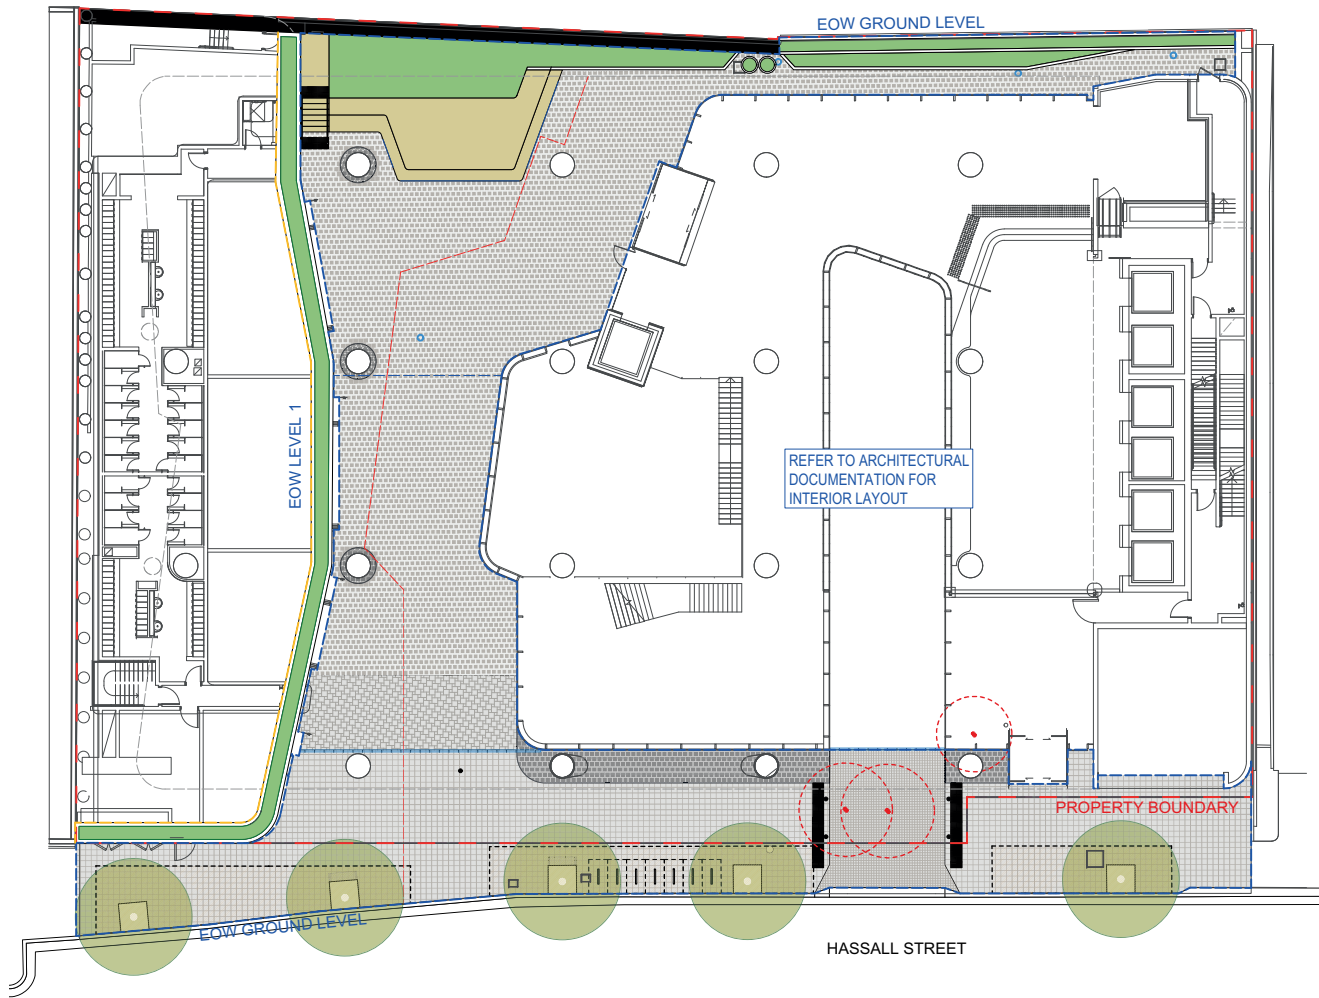 EOW GROUND LEVEL
EOW LEVEL 1
REFER TO ARCHITECTURAL
DOCUMENTATION FOR
INTERIOR LAYOUT
PROPERTY BOUNDARY
EOW GROUND LEVEL
HASSALL STREET